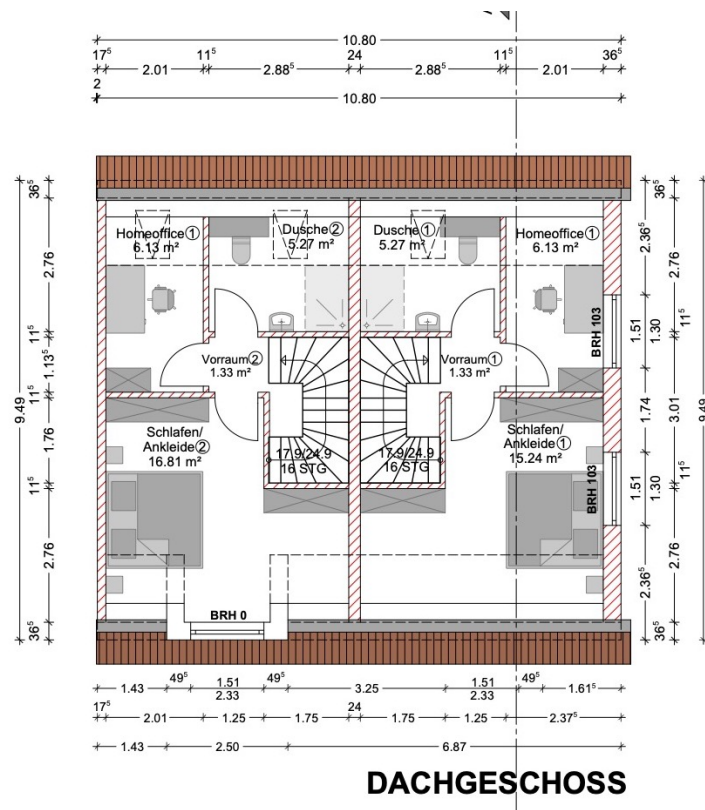 10.80
17⁵ 11⁵ 24 11⁵ 36⁵
2.01 2.88⁵ 2.88⁵ 2.01
2
10.80
36⁵ 36⁵ 36⁵
Homeoffice① 6.13 m²
Dusche② 5.27 m²
Dusche① 5.27 m²
Homeoffice① 6.13 m²
2.76 2.36⁵ 2.76
BRH 103
1.51 1.30
11⁵ 11⁵
1.13⁵
Vorraum② 1.33 m²
Vorraum① 1.33 m²
9.49 11⁵ 1.74 3.01 9.49
1.76
Schlafen/ Ankleide② 16.81 m²
17.9/24.9 16 STG
17.9/24.9 16 STG
Schlafen/ Ankleide① 15.24 m²
BRH 103
11⁵ 1.51 1.30 11⁵
2.76 2.36⁵ 2.76
BRH 0
36⁵ 36⁵ 36⁵
49⁵ 49⁵ 49⁵
1.43 1.51 3.25 1.51 1.61⁵
2.33 2.33
17⁵ 24
2.01 1.25 1.75 1.75 1.25 2.37⁵
1.43 2.50 6.87
DACHGESCHOSS